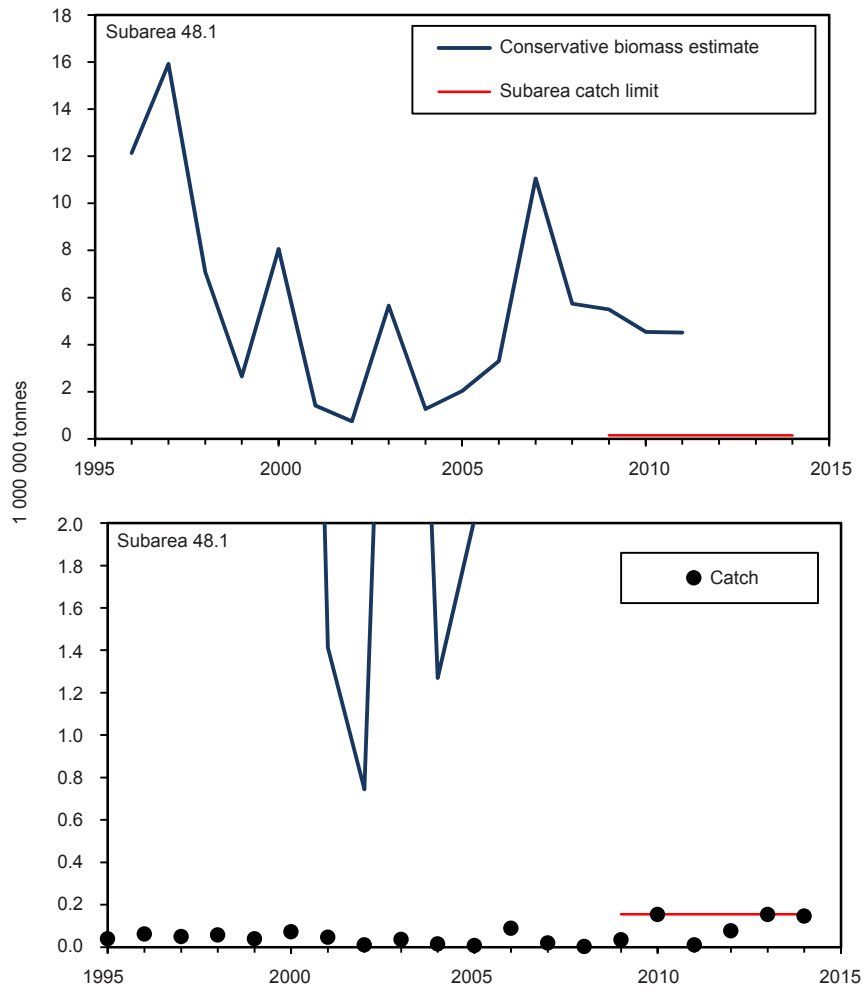 Subarea 48.1
Conservative biomass estimate
Subarea catch limit
18
16
14
12
10
8
6
4
2
0
1995 2000 2005 2010 2015
1 000 000 tonnes
Subarea 48.1
Catch
2.0
1.8
1.6
1.4
1.2
1.0
0.8
0.6
0.4
0.2
0.0
1995 2000 2005 2010 2015